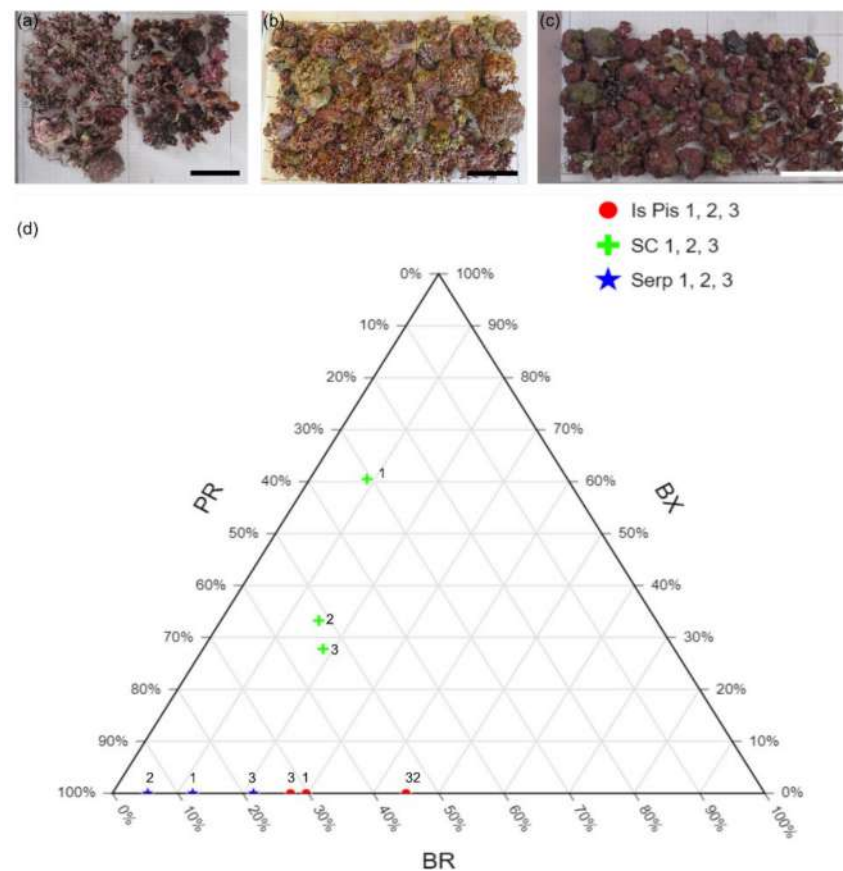 (a)
(b)
(c)
Is Pis 1, 2, 3
SC 1, 2, 3
Serp 1, 2, 3
(d)
0% 100%
10% 90%
20% 80%
30% 70%
1
40% 60%
PR BX
50% 50%
60% 40%
2
70% 30%
3
80% 20%
90% 10%
2 1 3 3 1 32
100% 0%
0% 10% 20% 30% 40% 50% 60% 70% 80% 90% 100%
BR